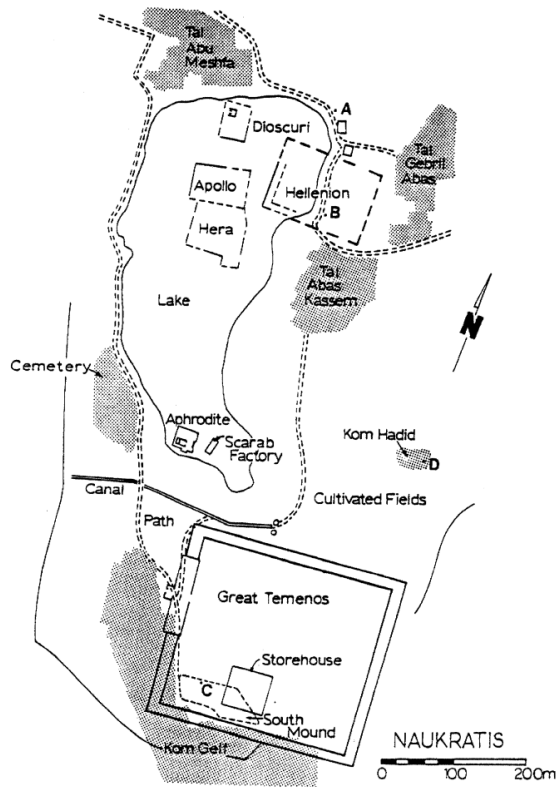 Tal
Abu
Meshfa
A
Dioscuri
Tal
Gebril
Abas
Apollo
Hellenion
B
Hera
Tal
Abas
Kassem
Lake
N
Cemetery
Aphrodite
Scarab
Factory
Kom Hadid
D
Canal
Cultivated Fields
Path
Great Temenos
Storehouse
C
South
Mound
Kom Geif
NAUKRATIS
0 100 200m